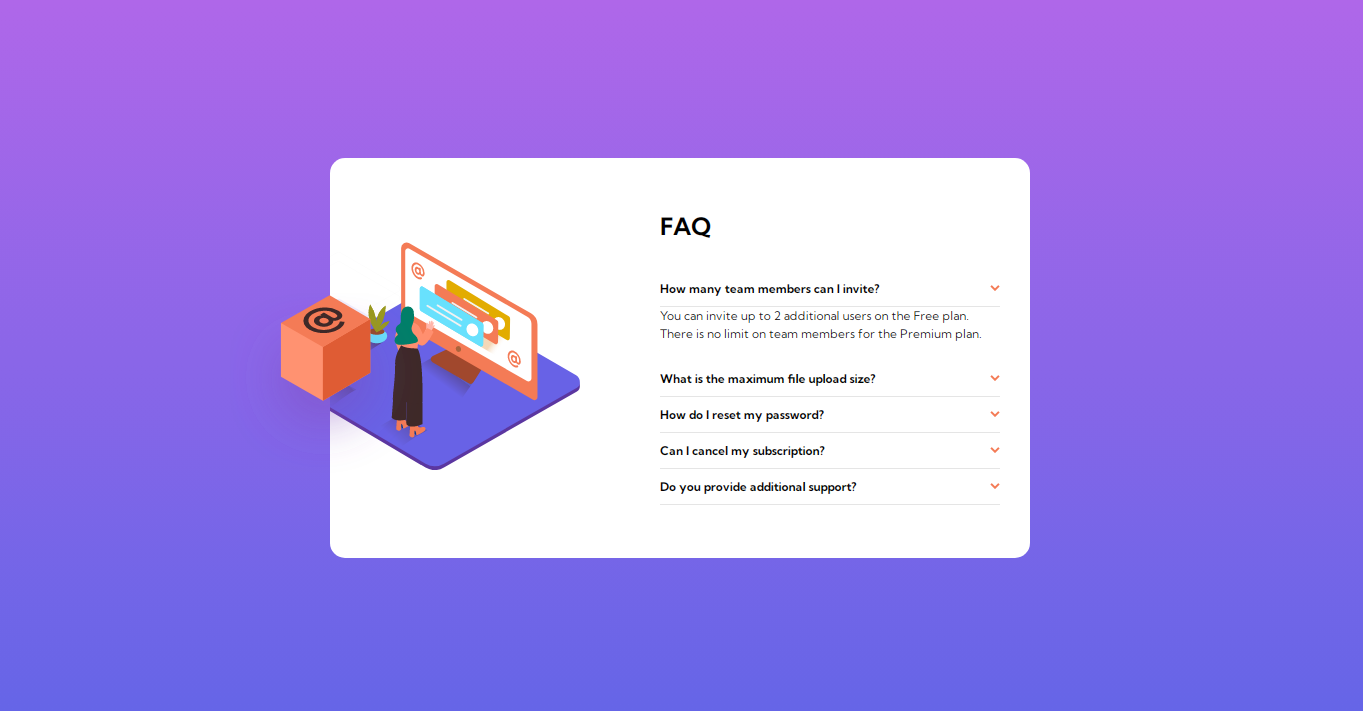 FAQ
How many team members can I invite?
You can invite up to 2 additional users on the Free plan.
There is no limit on team members for the Premium plan.
What is the maximum file upload size?
How do I reset my password?
Can I cancel my subscription?
Do you provide additional support?
@
@
@